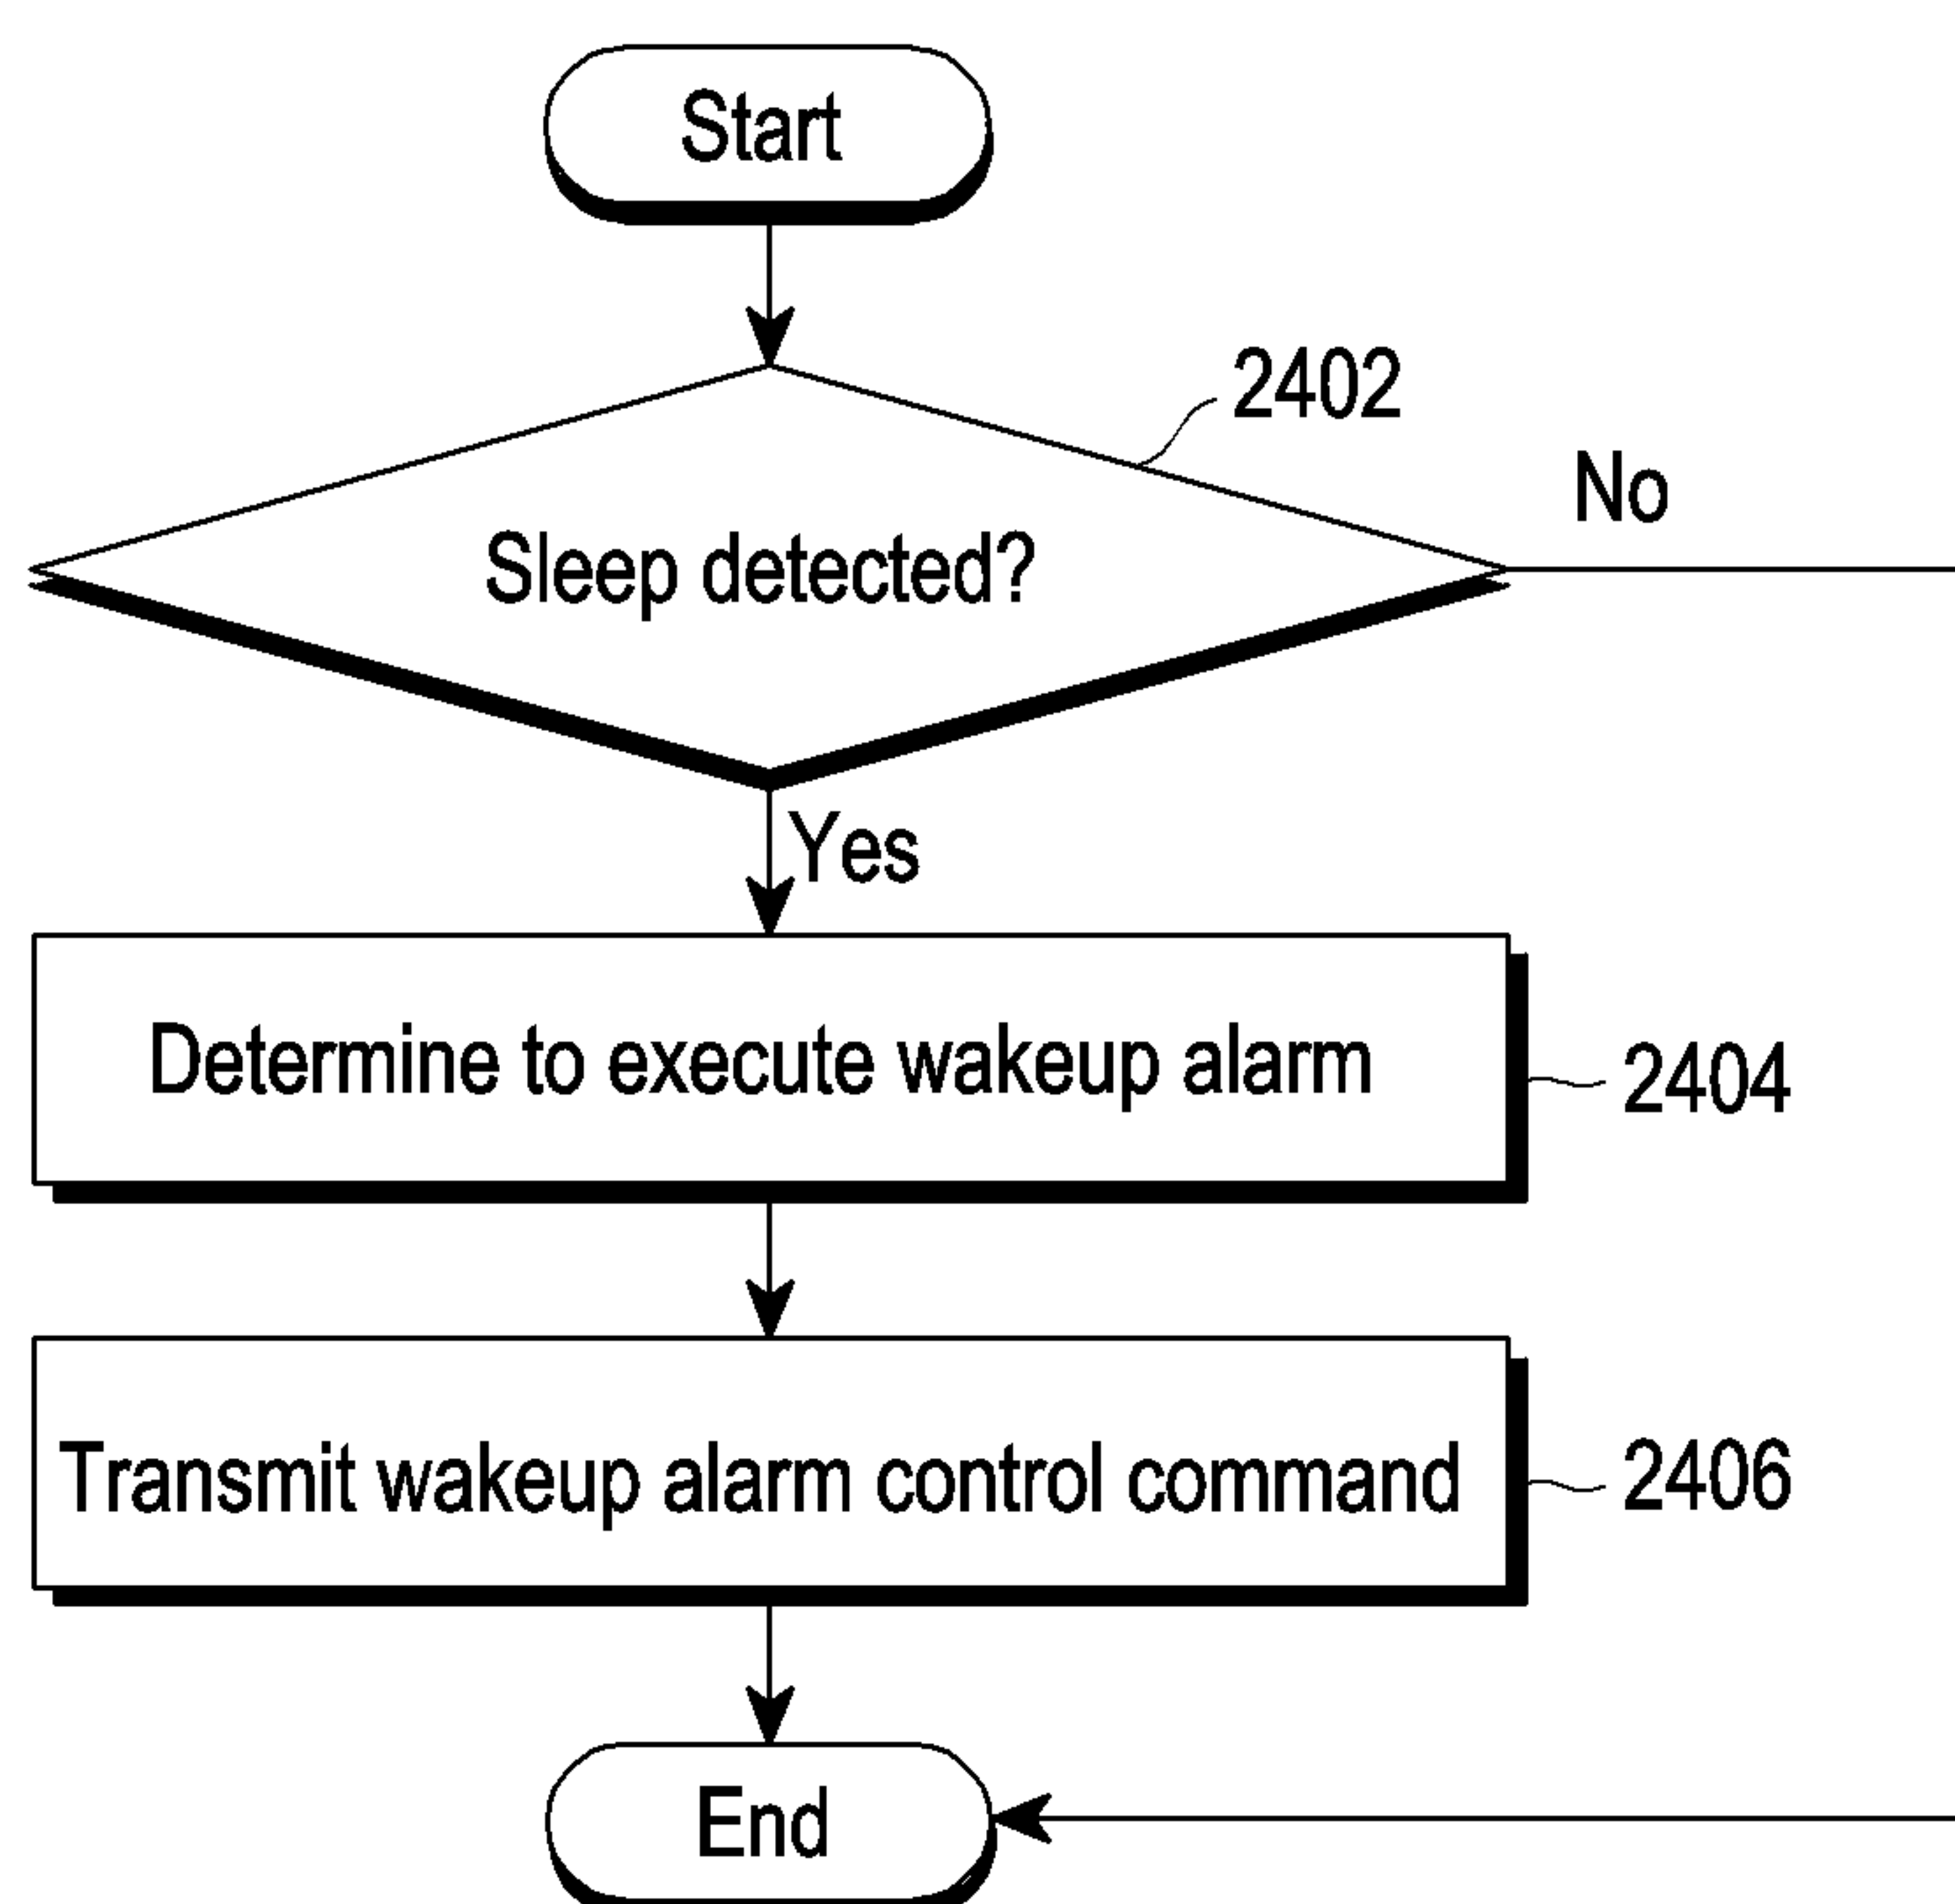 Start
2402
No
Sleep detected?
Yes
Determine to execute wakeup alarm
2404
Transmit wakeup alarm control command
2406
End